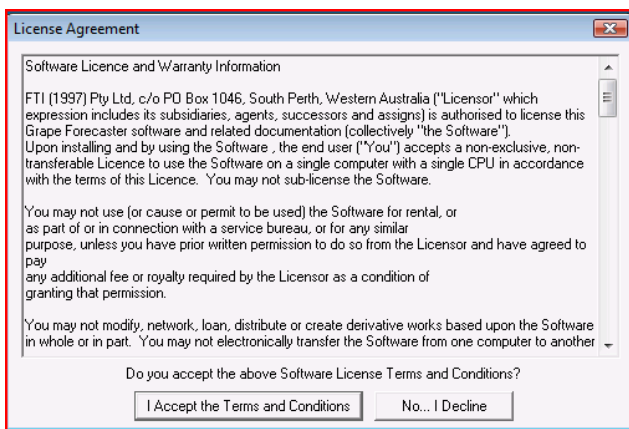 License Agreement
Software Licence and Warranty Information
FTI (1997) Pty Ltd, c/o PO Box 1046, South Perth, Western Australia ("Licensor" which
expression includes its subsidiaries, agents, successors and assigns) is authorised to license this
Grape Forecaster software and related documentation (collectively "the Software").
Upon installing and by using the Software , the end user ("You") accepts a non-exclusive, non-
transferable Licence to use the Software on a single computer with a single CPU in accordance
with the terms of this Licence.  You may not sub-license the Software.
You may not use (or cause or permit to be used) the Software for rental, or
as part of or in connection with a service bureau, or for any similar
purpose, unless you have prior written permission to do so from the Licensor and have agreed to
pay
any additional fee or royalty required by the Licensor as a condition of
granting that permission.
You may not modify, network, loan, distribute or create derivative works based upon the Software
in whole or in part.  You may not electronically transfer the Software from one computer to another
Do you accept the above Software License Terms and Conditions?
I Accept the Terms and Conditions
No... I Decline